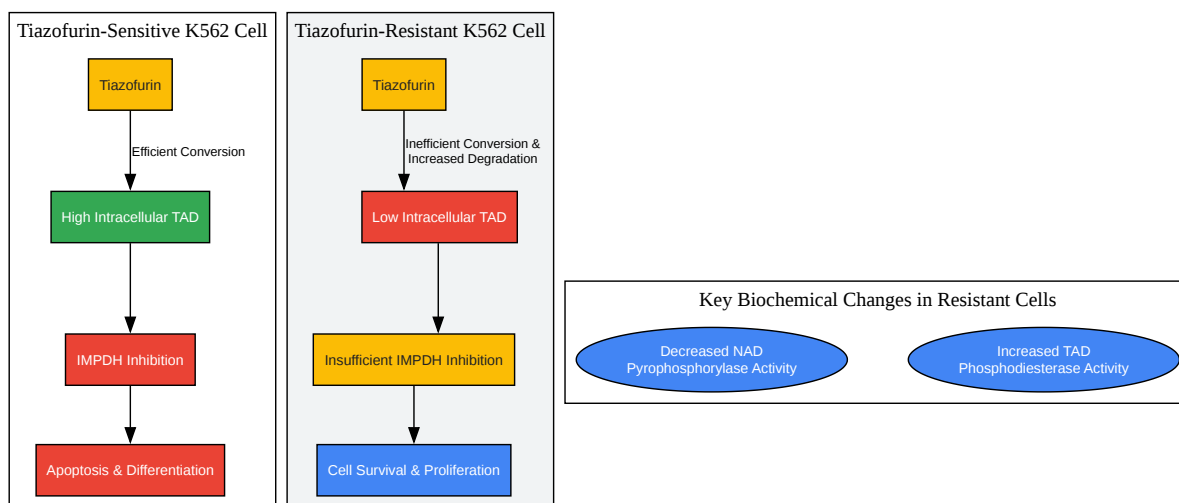 Tiazofurin-Sensitive K562 Cell
Tiazofurin
Efficient Conversion
High Intracellular TAD
IMPDH Inhibition
Apoptosis & Differentiation
Tiazofurin-Resistant K562 Cell
Tiazofurin
Inefficient Conversion &
Increased Degradation
Low Intracellular TAD
Insufficient IMPDH Inhibition
Cell Survival & Proliferation
Key Biochemical Changes in Resistant Cells
Decreased NAD
Pyrophosphorylase Activity
Increased TAD
Phosphodiesterase Activity